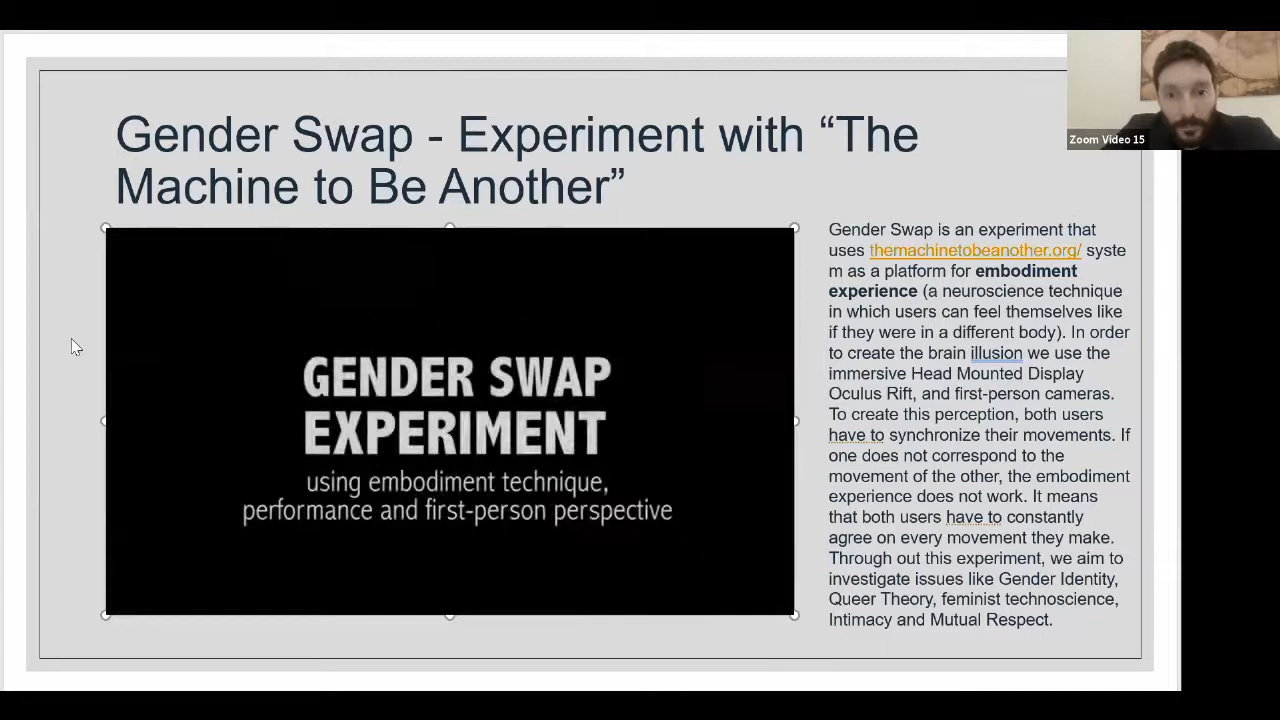 Gender Swap - Experiment with “The
Machine to Be Another”
Zoom Video 15
GENDER SWAP
EXPERIMENT
using embodiment technique,
performance and first-person perspective
Gender Swap is an experiment that
uses themachinetobeanother.org/ syste
m as a platform for embodiment
experience (a neuroscience technique
in which users can feel themselves like
if they were in a different body). In order
to create the brain illusion we use the
immersive Head Mounted Display
Oculus Rift, and first-person cameras.
To create this perception, both users
have to synchronize their movements. If
one does not correspond to the
movement of the other, the embodiment
experience does not work. It means
that both users have to constantly
agree on every movement they make.
Through out this experiment, we aim to
investigate issues like Gender Identity,
Queer Theory, feminist technoscience,
Intimacy and Mutual Respect.